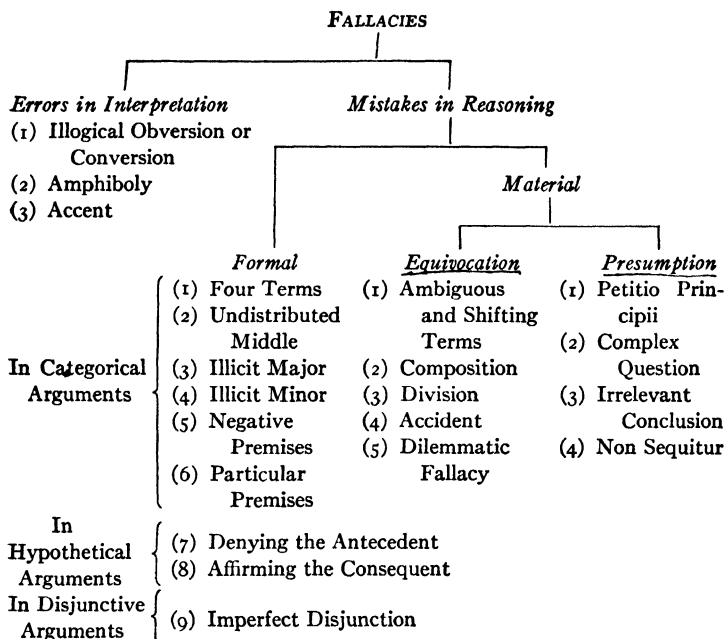 FALLACIES
Errors in Interpretation
(1) Illogical Obversion or
Conversion
(2) Amphiboly
(3) Accent
Mistakes in Reasoning
Material
Formal
(1) Four Terms
(2) Undistributed
Middle
(3) Illicit Major
(4) Illicit Minor
(5) Negative
Premises
(6) Particular
Premises
Equivocation
(1) Ambiguous
and Shifting
Terms
(2) Composition
(3) Division
(4) Accident
(5) Dilemmatic
Fallacy
Presumption
(1) Petitio Prin-
cipii
(2) Complex
Question
(3) Irrelevant
Conclusion
(4) Non Sequitur
In Categorical
Arguments
In
Hypothetical
Arguments
(7) Denying the Antecedent
(8) Affirming the Consequent
In Disjunctive
Arguments
(9) Imperfect Disjunction